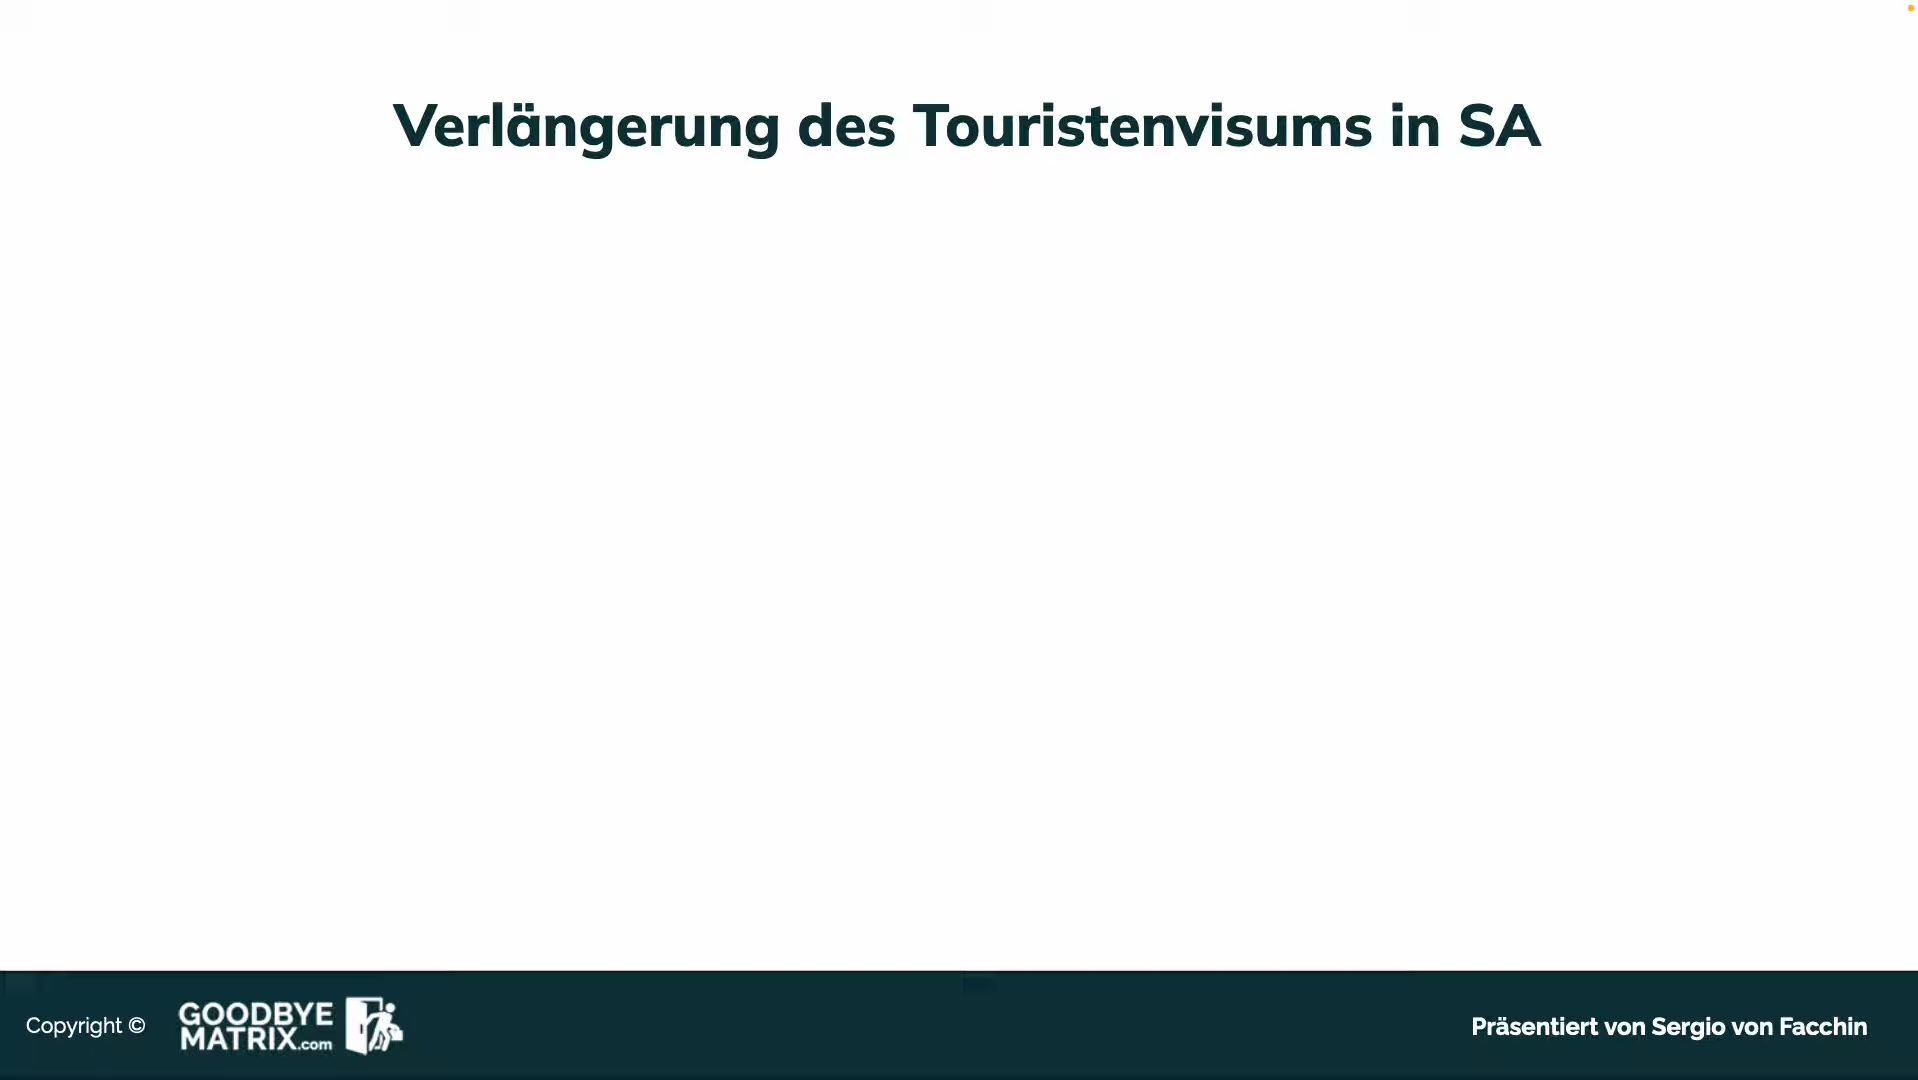 Verlängerung des Touristenvisums in SA
Copyright ©
GOODBYE
MATRIX.com
Präsentiert von Sergio von Facchin